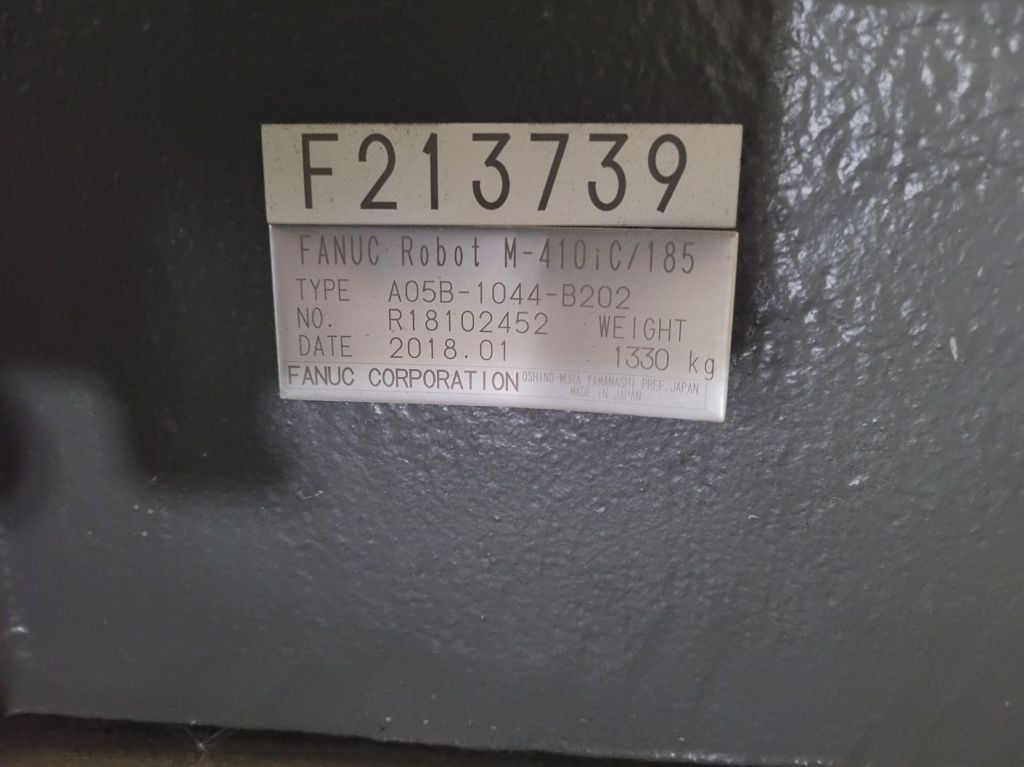 F213739
FANUC Robot M-410iC/185
TYPE A05B-1044-B202
NO. R18102452 WEIGHT
DATE 2018.01 1330 kg
FANUC CORPORATION OSHINO-MURA YAMANASHI PREF.JAPAN
MADE IN JAPAN